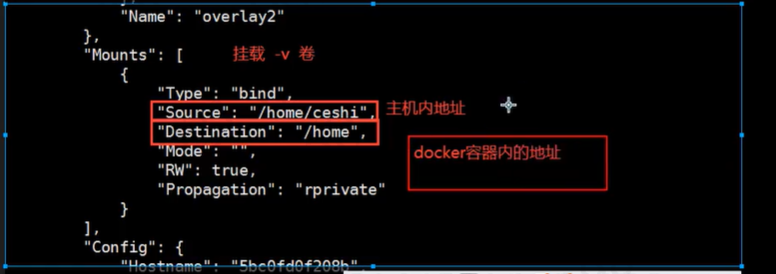 "Name": "overlay2"
},
"Mounts": [ 挂载 -v 卷
{
"Type": "bind",
"Source": "/home/ceshi", 主机内地址
"Destination": "/home",
"Mode": "", docker容器内的地址
"RW": true,
"Propagation": "rprivate"
}
],
"Config": {
"Hostname": "5bc0fd0f208b",